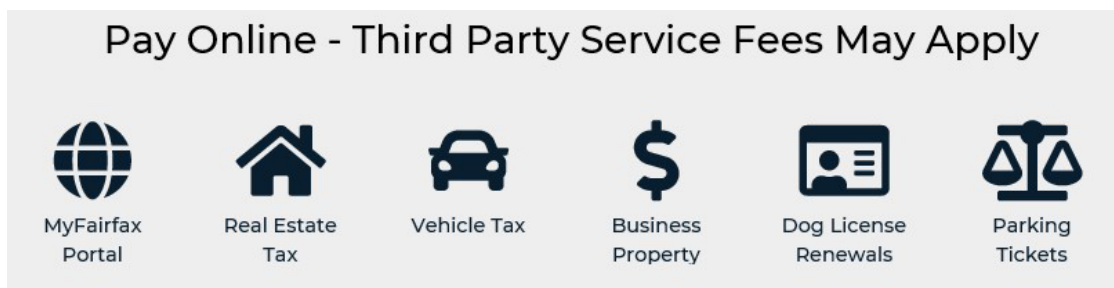 Pay Online - Third Party Service Fees May Apply
MyFairfax
Portal
Real Estate
Tax
Vehicle Tax
Business
Property
Dog License
Renewals
Parking
Tickets